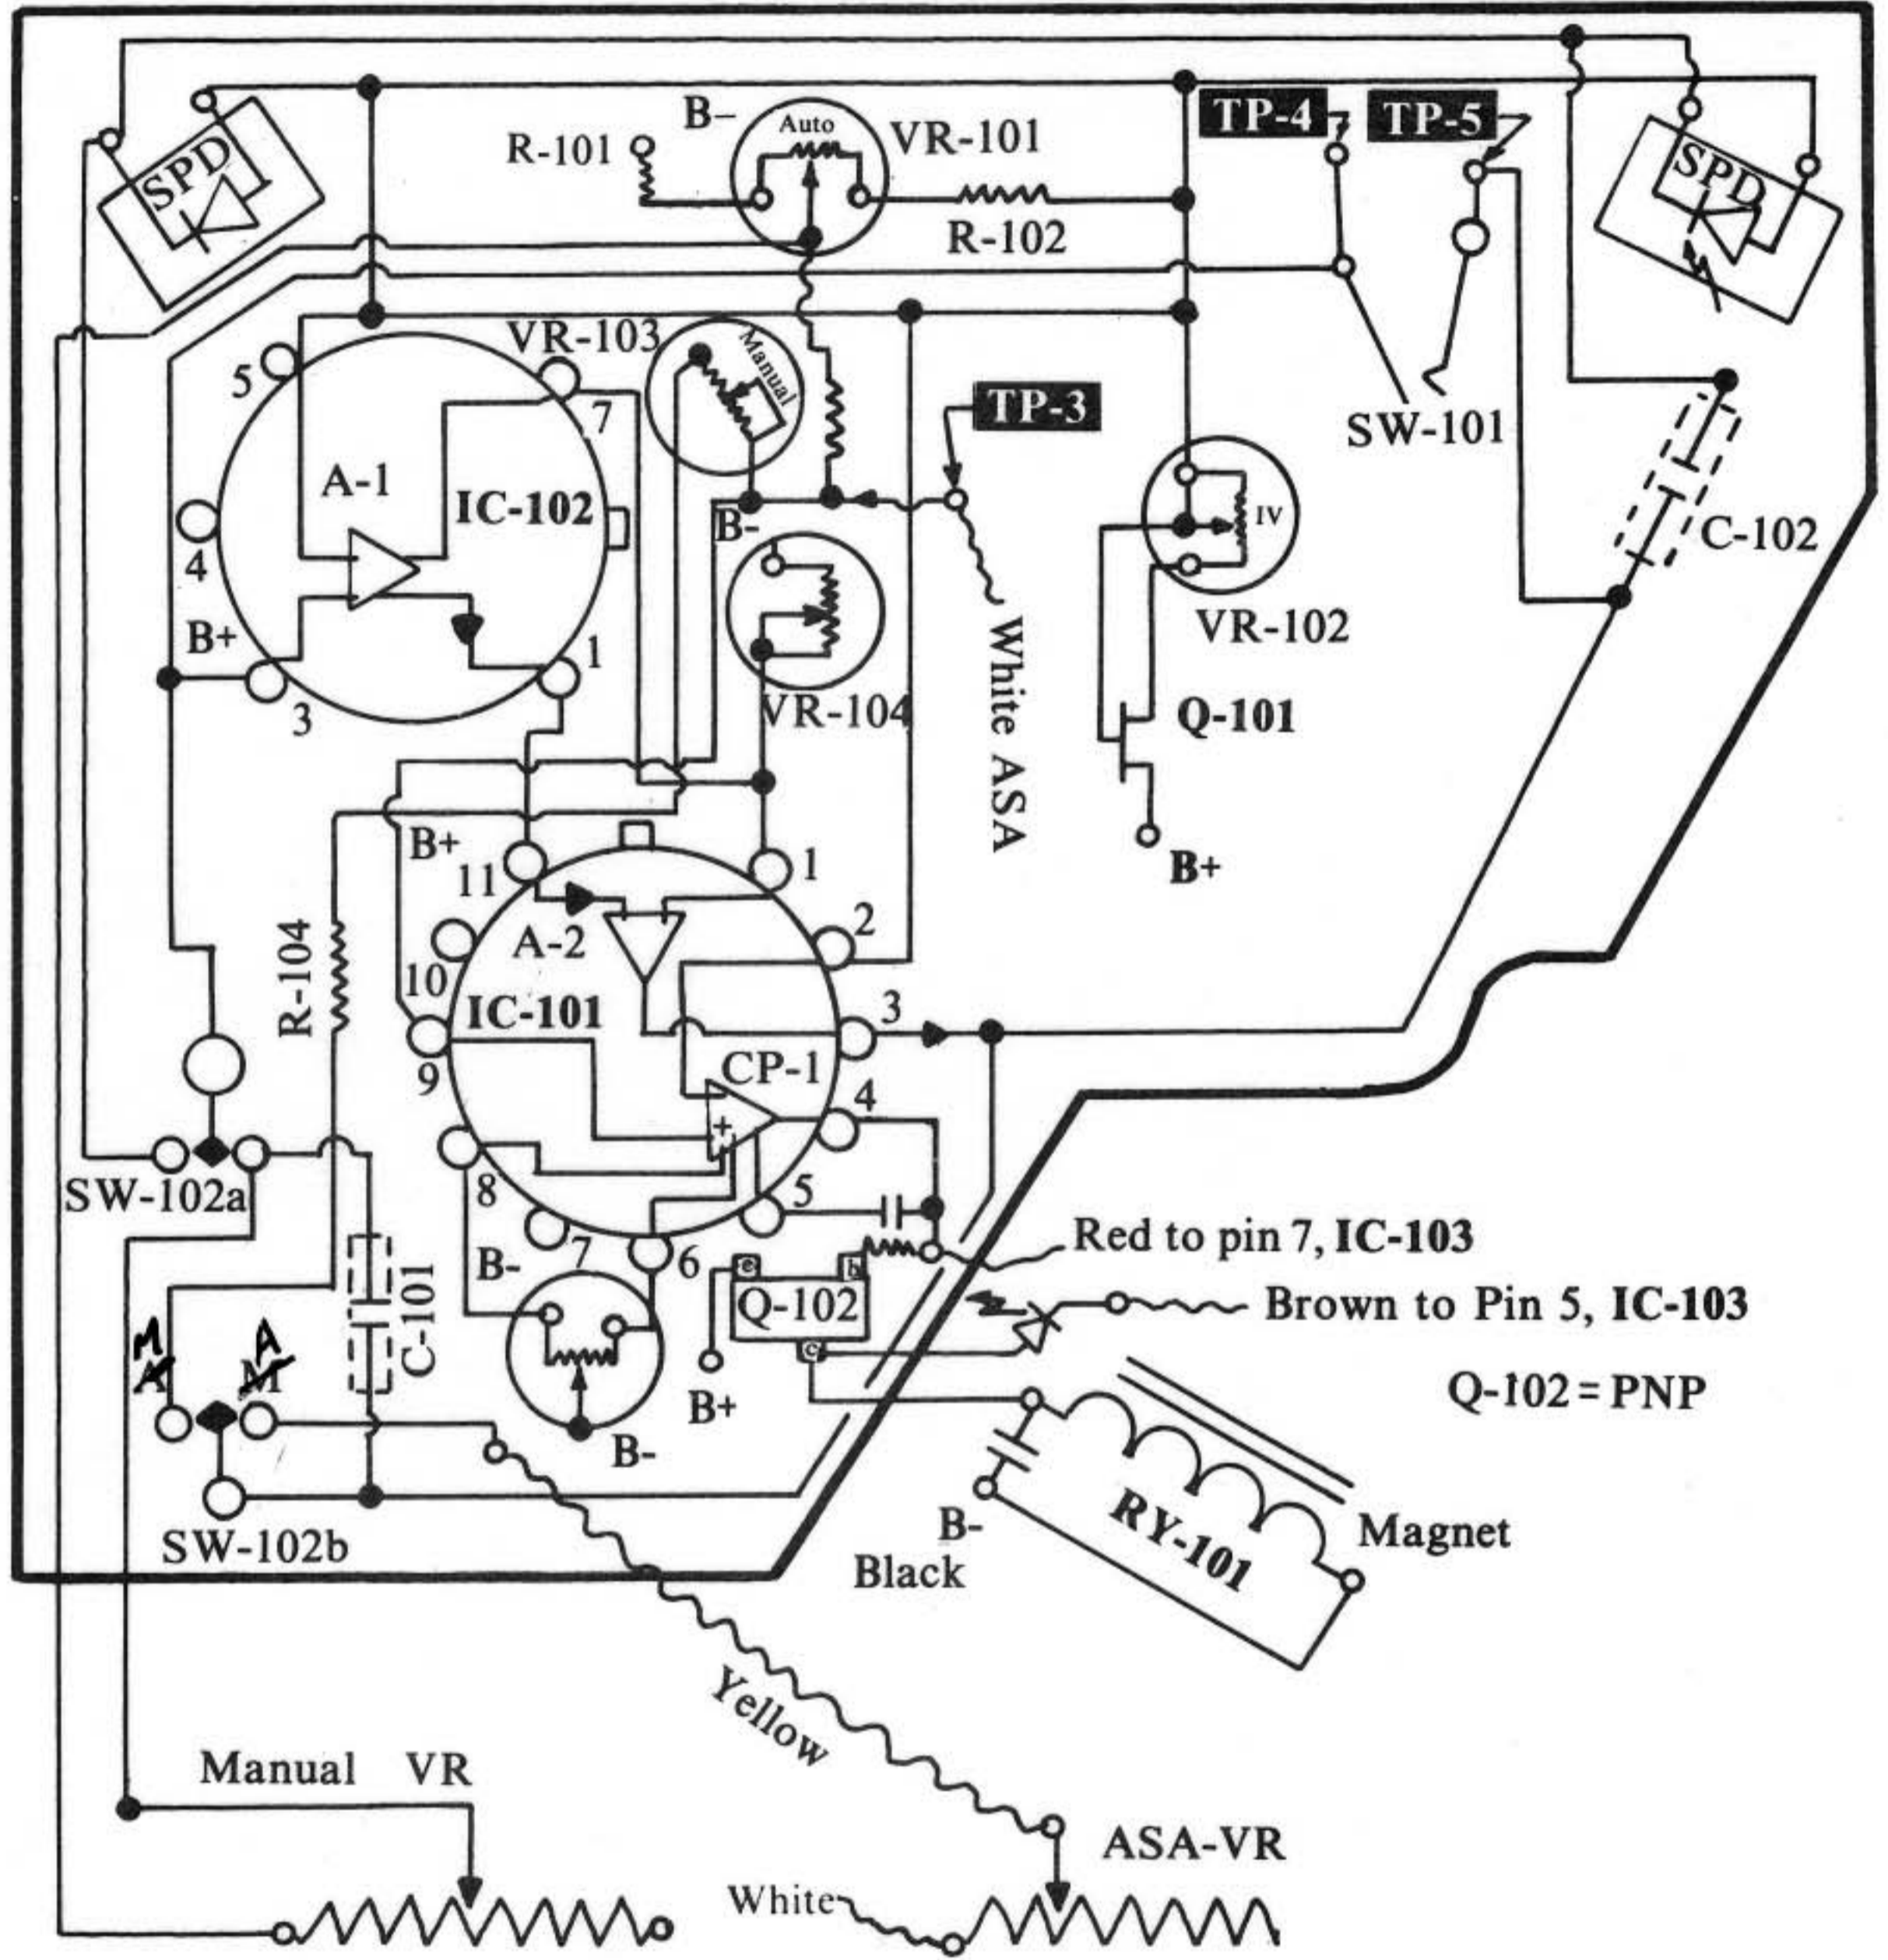 B-
Auto
VR-101
TP-4
TP-5
R-101
SPD
SPD
R-102
VR-103
Manual
5
7
TP-3
SW-101
A-1
IC-102
B-
IV
C-102
4
VR-102
B+
1
White ASA
3
VR-104
Q-101
B+
B+
11
1
2
A-2
10
R-104
IC-101
3
9
CP-1
4
+
SW-102a
8
5
B-
7
6
e
b
Red to pin 7, IC-103
Q-102
Brown to Pin 5, IC-103
C-101
c
M
A
A
M
B+
Q-102 = PNP
B-
SW-102b
B-
Black
RY-101
Magnet
Yellow
Manual VR
ASA-VR
White